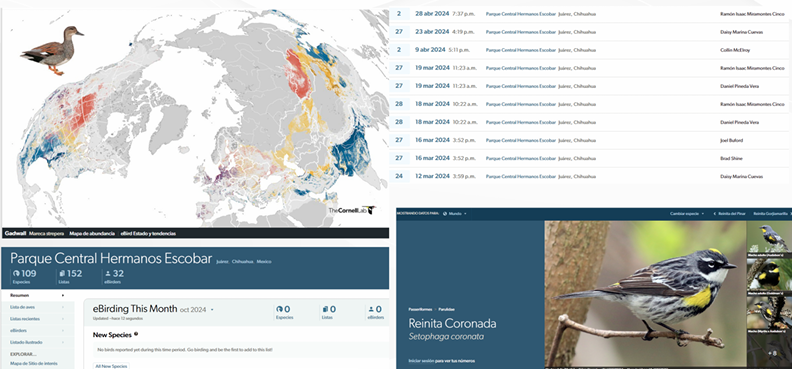 TheCornellLab
Gadwall Mareca strepera Mapa de abundancia eBird Estado y tendencias
2 28 abr 2024 7:37 p.m. Parque Central Hermanos Escobar Juárez, Chihuahua Ramón Isaac Miramontes Cinco
27 23 abr 2024 4:19 p.m. Parque Central Hermanos Escobar Juárez, Chihuahua Daisy Marina Cuevas
2 9 abr 2024 5:11 p.m. Parque Central Hermanos Escobar Juárez, Chihuahua Collin McElroy
27 19 mar 2024 11:23 a.m. Parque Central Hermanos Escobar Juárez, Chihuahua Ramón Isaac Miramontes Cinco
27 19 mar 2024 11:23 a.m. Parque Central Hermanos Escobar Juárez, Chihuahua Daniel Pineda Vera
28 18 mar 2024 10:22 a.m. Parque Central Hermanos Escobar Juárez, Chihuahua Ramón Isaac Miramontes Cinco
28 18 mar 2024 10:22 a.m. Parque Central Hermanos Escobar Juárez, Chihuahua Daniel Pineda Vera
27 16 mar 2024 3:52 p.m. Parque Central Hermanos Escobar Juárez, Chihuahua Joel Buford
27 16 mar 2024 3:52 p.m. Parque Central Hermanos Escobar Juárez, Chihuahua Brad Shine
24 12 mar 2024 3:59 p.m. Parque Central Hermanos Escobar Juárez, Chihuahua Daisy Marina Cuevas
Parque Central Hermanos Escobar Juárez, Chihuahua, Mexico
109 152 32
Especies Listas eBirders
Resumen
Lista de aves
Listas recientes
eBirders
Listado ilustrado
EXPLORAR...
Mapa de Sitio de interés
eBirding This Month oct 2024
Updated ~hace 12 segundos.
0 Especies 0 Listas 0 eBirders
New Species
No birds reported yet during this time period. Go birding and be the first to add to this list!
All New Species
MOSTRANDO DATOS PARA: Mundo Cambiar especie Reinita del Pinar Reinita Gorjiamarilla
Passeriformes Parulidae
Reinita Coronada
Setophaga coronata
Iniciar sesión para ver tus números
+ 8